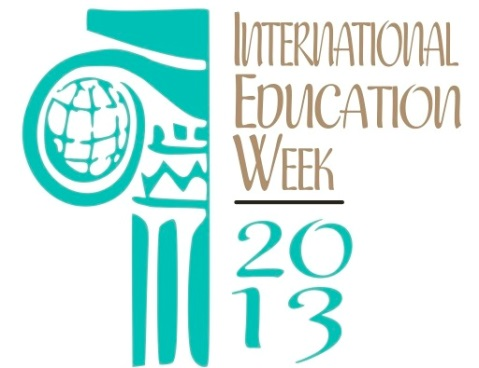 INTERNATIONAL
EDUCATION
WEEK
20
13